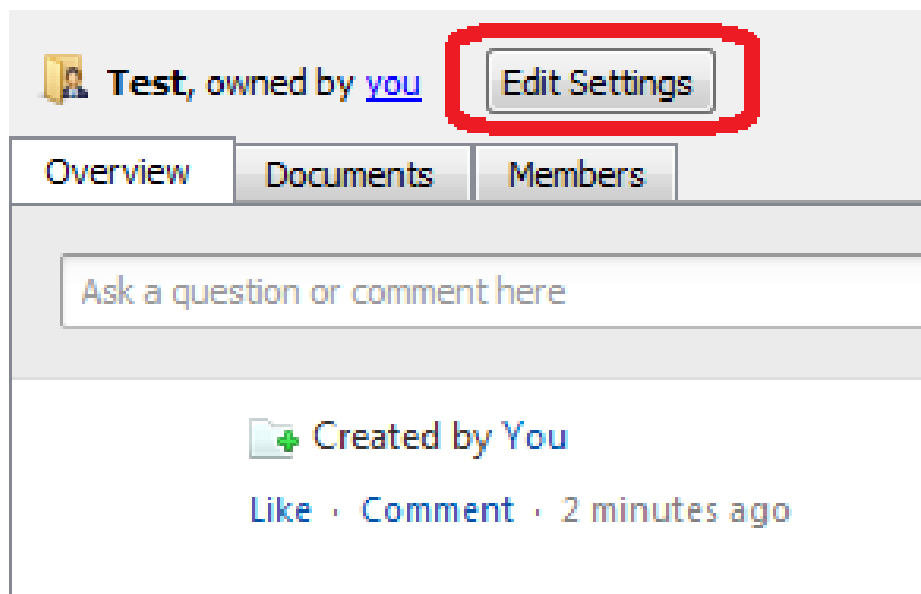 Test, owned by you Edit Settings
Overview Documents Members
Ask a question or comment here
Created by You
Like · Comment · 2 minutes ago